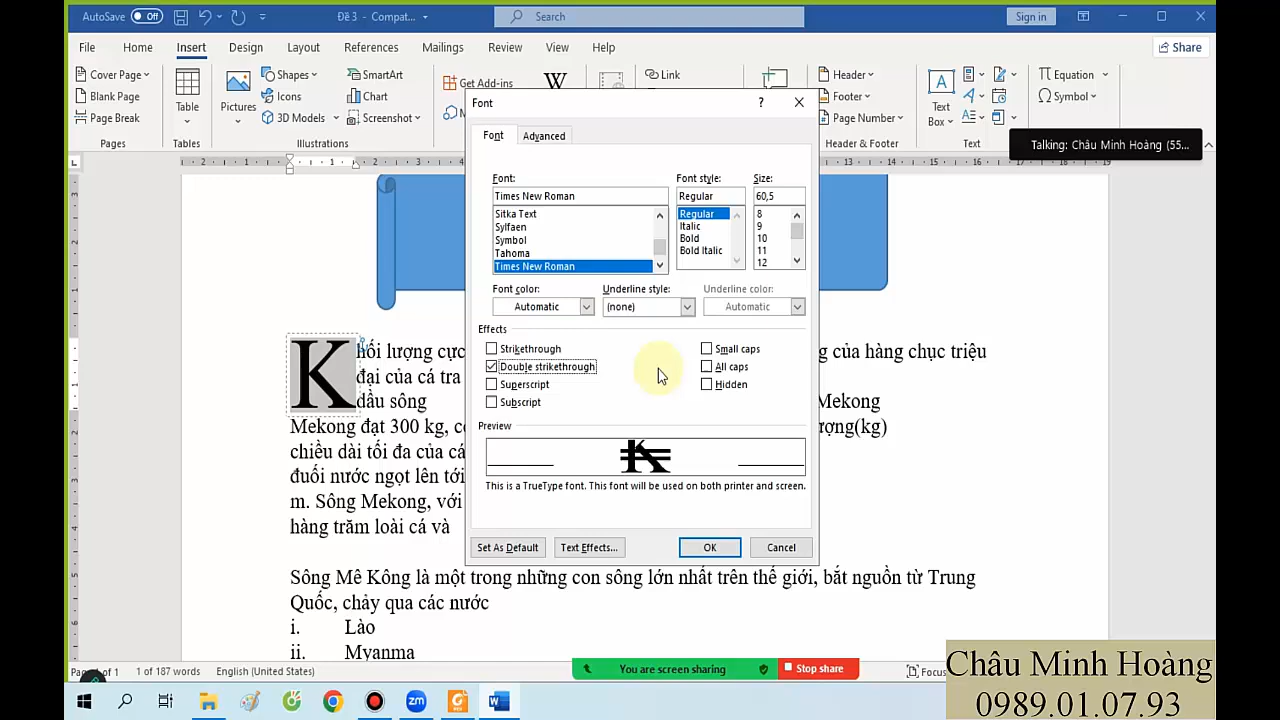 AutoSave Off Đề 3 - Compat... Search Sign in
File Home Insert Design Layout References Mailings Review View Help Share
Cover Page
Blank Page
Page Break
Pages
Table
Tables
Pictures
Shapes
Icons
3D Models
SmartArt
Chart
Screenshot
Illustrations
Get Add-ins
W
Link
Header
Footer
Page Number
Header & Footer
Text
Box
Text
Equation
Symbol
Talking: Châu Minh Hoàng (55...
Font
Font Advanced
Font: Font style: Size:
Times New Roman Regular 60,5
Sitka Text
Sylfaen
Symbol
Tahoma
Times New Roman
Regular
Italic
Bold
Bold Italic
8
9
10
11
12
Font color: Underline style: Underline color:
Automatic (none) Automatic
Effects
Strikethrough Small caps
Double strikethrough All caps
Superscript Hidden
Subscript
Preview
K
This is a TrueType font. This font will be used on both printer and screen.
Set As Default Text Effects... OK Cancel
Khối lượng cực g của hàng chục triệu
đại của cá tra
dầu sông Mekong
Mekong đạt 300 kg, ượng(kg)
chiều dài tối đa của cá
đuối nước ngọt lên tới
m. Sông Mekong, với
hàng trăm loài cá và
Sông Mê Kông là một trong những con sông lớn nhất trên thế giới, bắt nguồn từ Trung
Quốc, chảy qua các nước
i. Lào
ii. Myanma
1 of 187 words English (United States) You are screen sharing Stop share Focus
Châu Minh Hoàng
0989.01.07.93